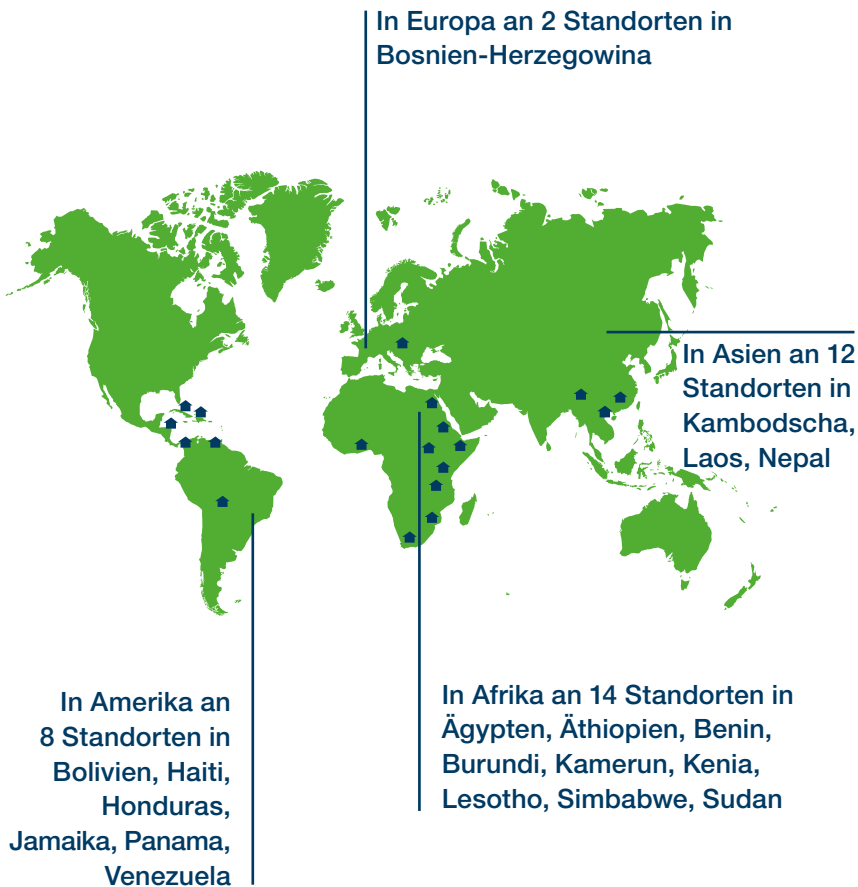 In Europa an 2 Standorten in
Bosnien-Herzegowina
In Asien an 12
Standorten in
Kambodscha,
Laos, Nepal
In Amerika an
8 Standorten in
Bolivien, Haiti,
Honduras,
Jamaika, Panama,
Venezuela
In Afrika an 14 Standorten in
Ägypten, Äthiopien, Benin,
Burundi, Kamerun, Kenia,
Lesotho, Simbabwe, Sudan